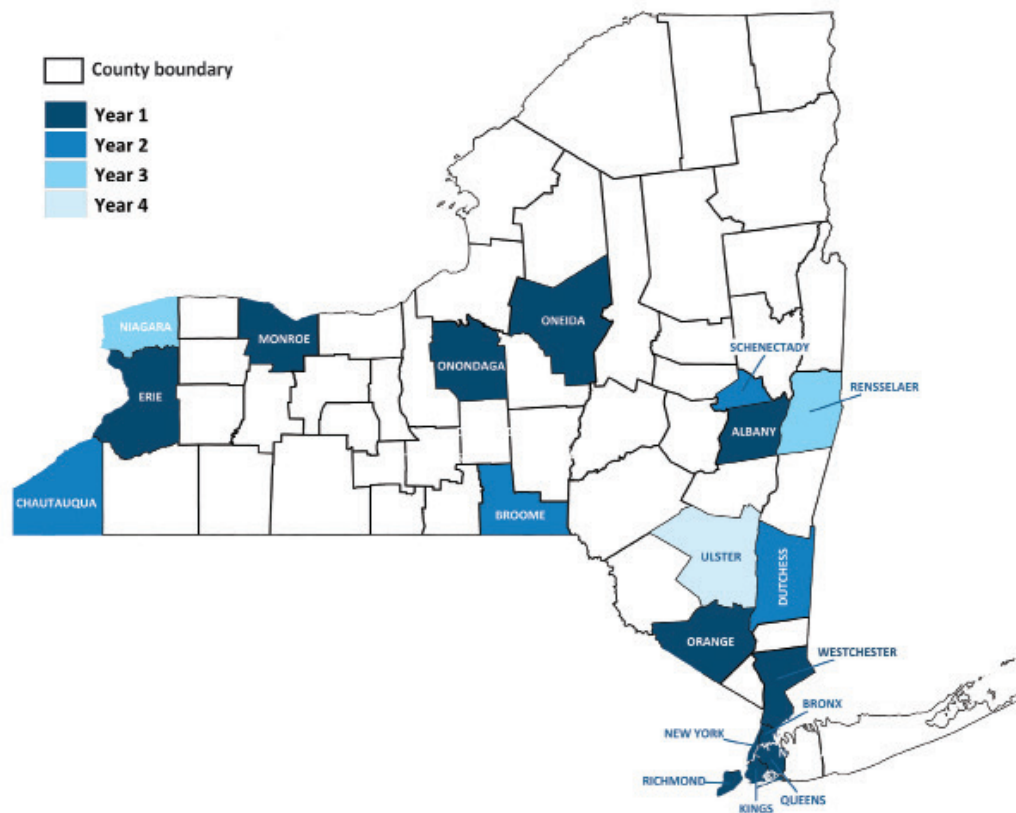 County boundary
Year 1
Year 2
Year 3
Year 4
NIAGARA
MONROE
ONEIDA
ONONDAGA
ERIE
SCHENECTADY
RENSSELAER
ALBANY
CHAUTAUQUA
BROOME
ULSTER
DUTCHESS
ORANGE
WESTCHESTER
BRONX
NEW YORK
RICHMOND
QUEENS
KINGS